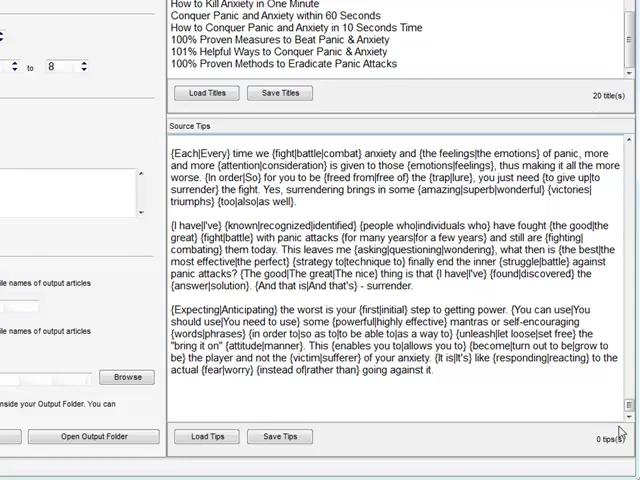 How to Kill Anxiety in One Minute
Conquer Panic and Anxiety within 60 Seconds
How to Conquer Panic and Anxiety in 10 Seconds Time
100% Proven Measures to Beat Panic & Anxiety
101% Helpful Ways to Conquer Panic & Anxiety
100% Proven Methods to Eradicate Panic Attacks
to 8
Load Titles Save Titles 20 title(s)
Source Tips
{Each|Every} time we {fight|battle|combat} anxiety and {the feelings|the emotions} of panic, more
and more {attention|consideration} is given to those {emotions|feelings}, thus making it all the more
worse. {In order|So} for you to be {freed from|free of} the {trap|lure}, you just need {to give up|to
surrender} the fight. Yes, surrendering brings in some {amazing|superb|wonderful} {victories|
triumphs} {too|also|as well}.
{I have|I've} {known|recognized|identified} {people who|individuals who} have fought {the good|the
great} {fight|battle} with panic attacks {for many years|for a few years} and still are {fighting|
combating} them today. This leaves me {asking|questioning|wondering}, what then is {the best|the
most effective|the perfect} {strategy to|technique to} finally end the inner {struggle|battle} against
panic attacks? {The good|The great|The nice} thing is that {I have|I've} {found|discovered} the
{answer|solution}. {And that is|And that's} - surrender.
{Expecting|Anticipating} the worst is your {first|initial} step to getting power. {You can use|You
should use|You need to use} some {powerful|highly effective} mantras or self-encouraging
{words|phrases} {in order to|so as to|to be able to|as a way to} {unleash|let loose|set free} the
"bring it on" {attitude|manner}. This {enables you to|allows you to} {become|turn out to be|grow to
be} the player and not the {victim|sufferer} of your anxiety. {It is|It's} like {responding|reacting} to the
actual {fear|worry} {instead of|rather than} going against it.
ile names of output articles
ile names of output articles
Browse
nside your Output Folder. You can
Open Output Folder
Load Tips Save Tips 0 tips(s)